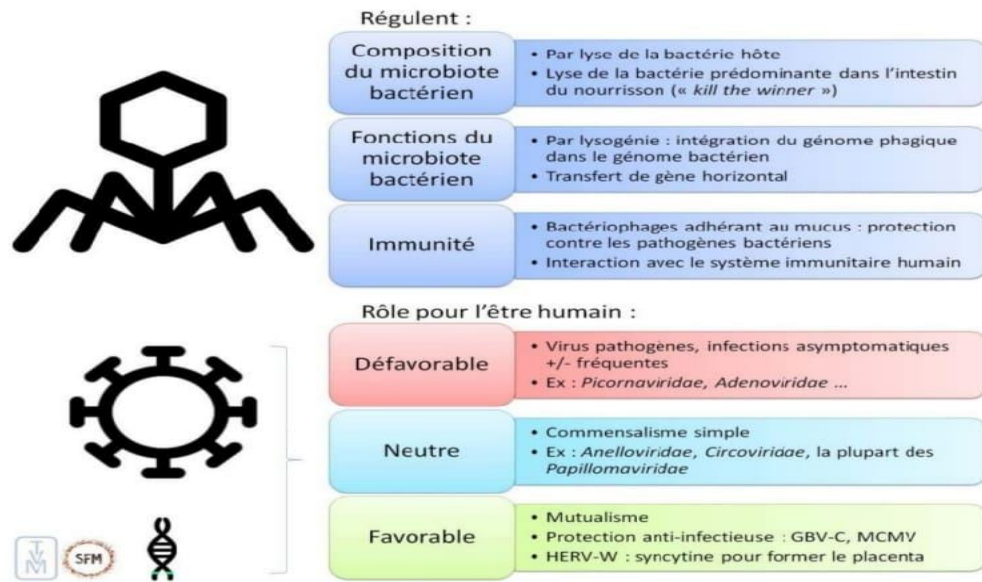 Régulent :
Composition
du microbiote
bactérien
• Par lyse de la bactérie hôte
• Lyse de la bactérie prédominante dans l'intestin
du nourrisson (« kill the winner »)
Fonctions du
microbiote
bactérien
• Par lysogénie : intégration du génome phagique
dans le génome bactérien
• Transfert de gène horizontal
Immunité
• Bactériophages adhérant au mucus : protection
contre les pathogènes bactériens
• Interaction avec le système immunitaire humain
Rôle pour l'être humain :
Défavorable
• Virus pathogènes, infections asymptomatiques
+/- fréquentes
• Ex : Picornaviridae, Adenoviridae ...
Neutre
• Commensalisme simple
• Ex : Anelloviridae, Circoviridae, la plupart des
Papillomaviridae
Favorable
• Mutualisme
• Protection anti-infectieuse : GBV-C, MCMV
• HERV-W : syncytine pour former le placenta
SFM